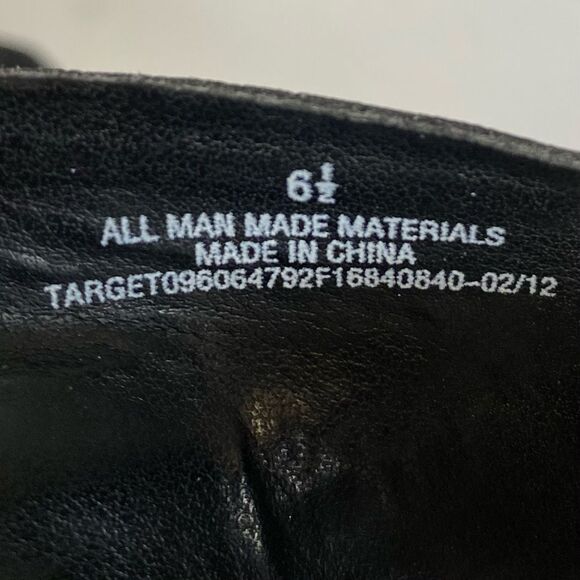 6½
ALL MAN MADE MATERIALS
MADE IN CHINA
TARGET096064792F16840840-02/12